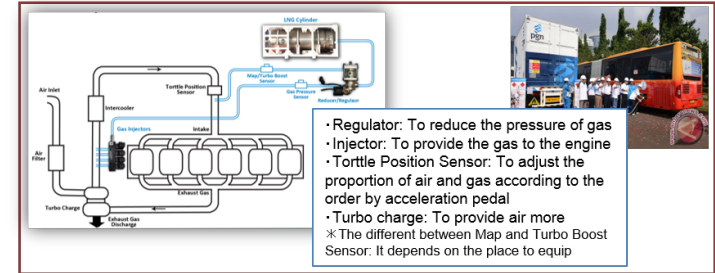 LNG Cylinder
Map/Turbo Boost
Sensor
Gas Pressure
Sensor
Reducer/Regulaor
Torttle Position
Sensor
Air Inlet
Intercooler
Gas Injectors
Intake
Air
Filter
Exhaust Gas
Turbo Charge
Exhaust Gas
Discharge
pgn
・Regulator: To reduce the pressure of gas
・Injector: To provide the gas to the engine
・Torttle Position Sensor: To adjust the
proportion of air and gas according to the
order by acceleration pedal
・Turbo charge: To provide air more
＊The different between Map and Turbo Boost
Sensor: It depends on the place to equip